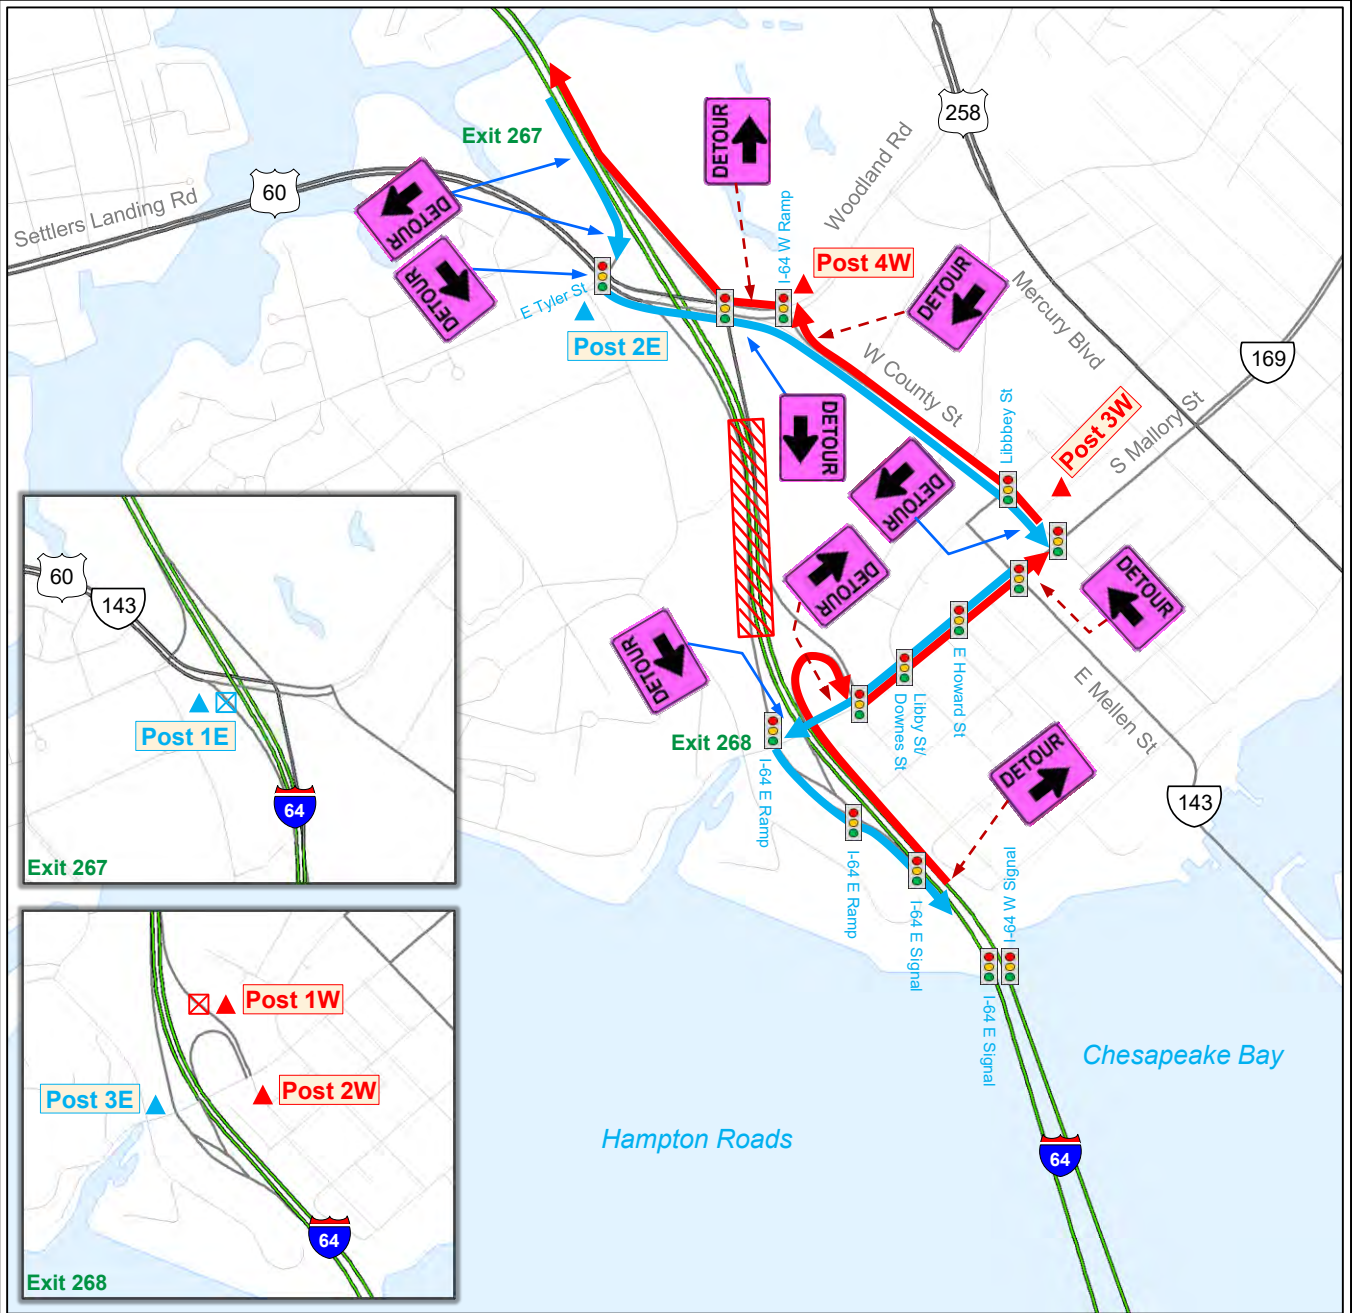 258
Exit 267
DETOUR
Woodland Rd
60
Settlers Landing Rd
DETOUR
I-64 W Ramp
Post 4W
DETOUR
DETOUR
E Tyler St
Post 2E
Mercury Blvd
169
W County St
Libbbey St
Post 3W
S Mallory St
DETOUR
DETOUR
DETOUR
DETOUR
E Howard St
Libby St/
Downes St
E Mellen St
DETOUR
Exit 268
I-64 E Ramp
DETOUR
143
I-64 E Ramp
I-64 E Signal
I-64 W Signal
I-64 E Signal
Chesapeake Bay
Hampton Roads
64
60
143
Post 1E
64
Exit 267
Post 1W
Post 2W
Post 3E
64
Exit 268